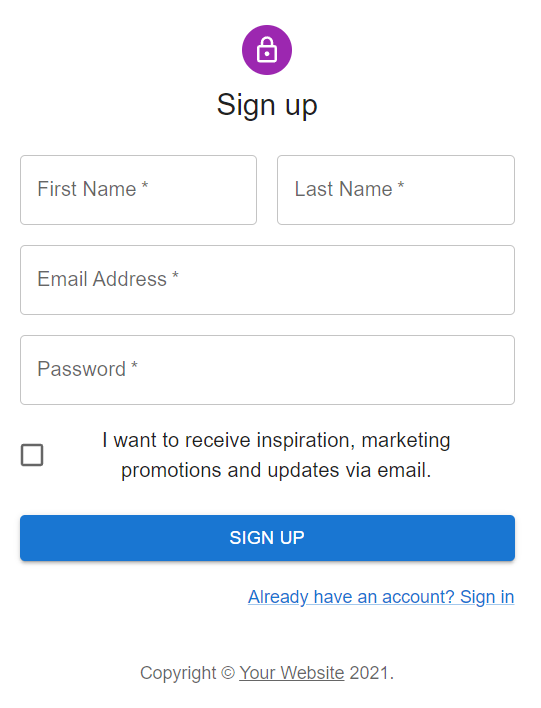 Sign up
First Name *
Last Name *
Email Address *
Password *
I want to receive inspiration, marketing
promotions and updates via email.
SIGN UP
Already have an account? Sign in
Copyright © Your Website 2021.